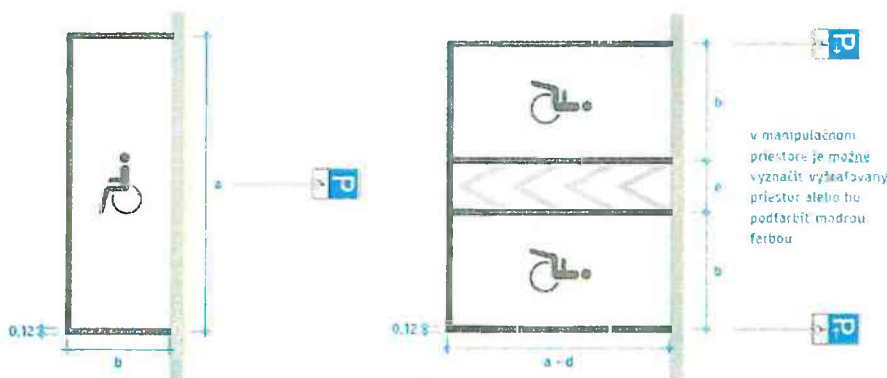 a
0,12
b
P
b
e
b
0,12
a - d
P
P
v manipulačnom
priestore je možné
vyznačiť vyšrafovaný
priestor alebo ho
podfarbiť modrou
farbou